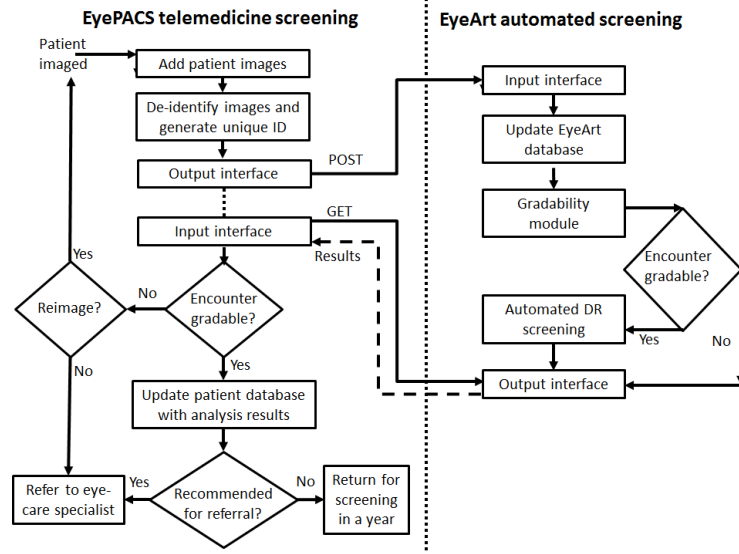 EyePACS telemedicine screening
EyeArt automated screening
Patient
imaged
Add patient images
De-identify images and
generate unique ID
Output interface
POST
Input interface
GET
Results
Yes
Reimage?
No
Encounter
gradable?
No
Yes
Update patient database
with analysis results
Refer to eye-
care specialist
Yes
Recommended
for referral?
No
Return for
screening
in a year
Input interface
Update EyeArt
database
Gradability
module
Encounter
gradable?
Automated DR
screening
Yes
No
Output interface